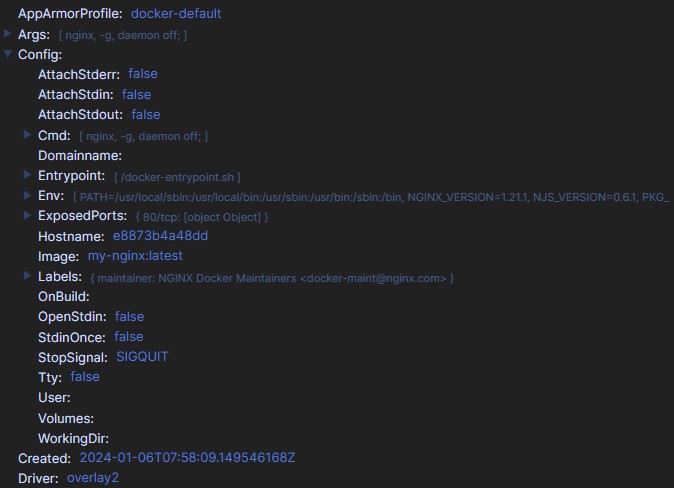 AppArmorProfile: docker-default
Args: [ nginx, -g, daemon off; ]
Config:
AttachStderr: false
AttachStdin: false
AttachStdout: false
Cmd: [ nginx, -g, daemon off; ]
Domainname:
Entrypoint: [ /docker-entrypoint.sh ]
Env: [ PATH=/usr/local/sbin:/usr/local/bin:/usr/sbin:/usr/bin:/sbin:/bin, NGINX_VERSION=1.21.1, NJS_VERSION=0.6.1, PKG_
ExposedPorts: { 80/tcp: [object Object] }
Hostname: e8873b4a48dd
Image: my-nginx:latest
Labels: { maintainer: NGINX Docker Maintainers <docker-maint@nginx.com> }
OnBuild:
OpenStdin: false
StdinOnce: false
StopSignal: SIGQUIT
Tty: false
User:
Volumes:
WorkingDir:
Created: 2024-01-06T07:58:09.149546168Z
Driver: overlay2